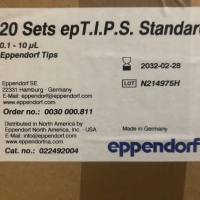 20 Sets epT.I.P.S. Standard
0.1 - 10 µL
Eppendorf Tips
Eppendorf SE
22331 Hamburg · Germany
E-Mail: eppendorf@eppendorf.com
www.eppendorf.com
Order no.: 0030 000.811
Distributed in North America by
Eppendorf North America, Inc. · USA
E-Mail: info@eppendorf.com
www.eppendorfna.com
Cat. no.: 022492004
2032-02-28
LOT N214975H
Made in Germany
eppendorf